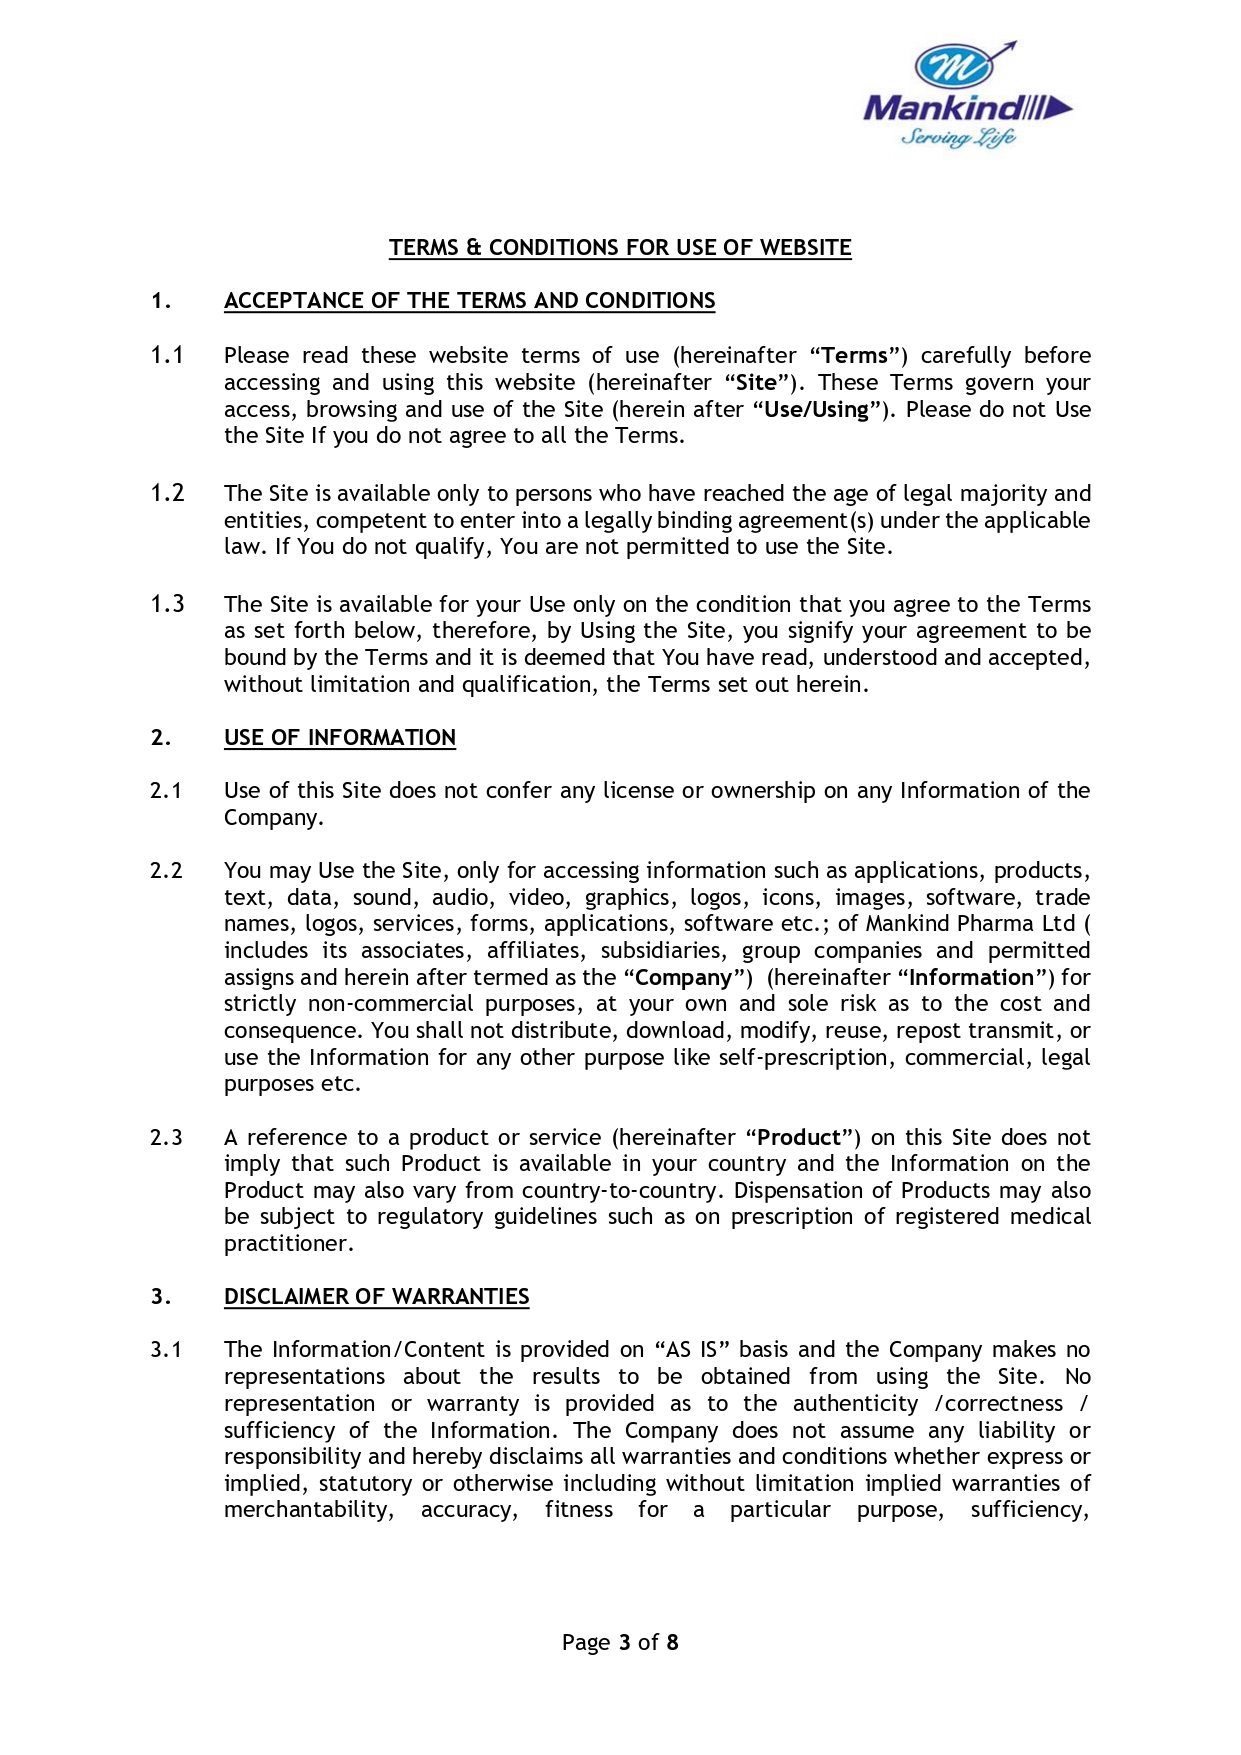 m
Mankind
Serving Life
TERMS & CONDITIONS FOR USE OF WEBSITE
1. ACCEPTANCE OF THE TERMS AND CONDITIONS
1.1 Please read these website terms of use (hereinafter “Terms”) carefully before
accessing and using this website (hereinafter “Site”). These Terms govern your
access, browsing and use of the Site (herein after “Use/Using”). Please do not Use
the Site If you do not agree to all the Terms.
1.2 The Site is available only to persons who have reached the age of legal majority and
entities, competent to enter into a legally binding agreement(s) under the applicable
law. If You do not qualify, You are not permitted to use the Site.
1.3 The Site is available for your Use only on the condition that you agree to the Terms
as set forth below, therefore, by Using the Site, you signify your agreement to be
bound by the Terms and it is deemed that You have read, understood and accepted,
without limitation and qualification, the Terms set out herein.
2. USE OF INFORMATION
2.1 Use of this Site does not confer any license or ownership on any Information of the
Company.
2.2 You may Use the Site, only for accessing information such as applications, products,
text, data, sound, audio, video, graphics, logos, icons, images, software, trade
names, logos, services, forms, applications, software etc.; of Mankind Pharma Ltd (
includes its associates, affiliates, subsidiaries, group companies and permitted
assigns and herein after termed as the “Company”) (hereinafter “Information”) for
strictly non-commercial purposes, at your own and sole risk as to the cost and
consequence. You shall not distribute, download, modify, reuse, repost transmit, or
use the Information for any other purpose like self-prescription, commercial, legal
purposes etc.
2.3 A reference to a product or service (hereinafter “Product”) on this Site does not
imply that such Product is available in your country and the Information on the
Product may also vary from country-to-country. Dispensation of Products may also
be subject to regulatory guidelines such as on prescription of registered medical
practitioner.
3. DISCLAIMER OF WARRANTIES
3.1 The Information/Content is provided on “AS IS” basis and the Company makes no
representations about the results to be obtained from using the Site. No
representation or warranty is provided as to the authenticity /correctness /
sufficiency of the Information. The Company does not assume any liability or
responsibility and hereby disclaims all warranties and conditions whether express or
implied, statutory or otherwise including without limitation implied warranties of
merchantability, accuracy, fitness for a particular purpose, sufficiency,
Page 3 of 8